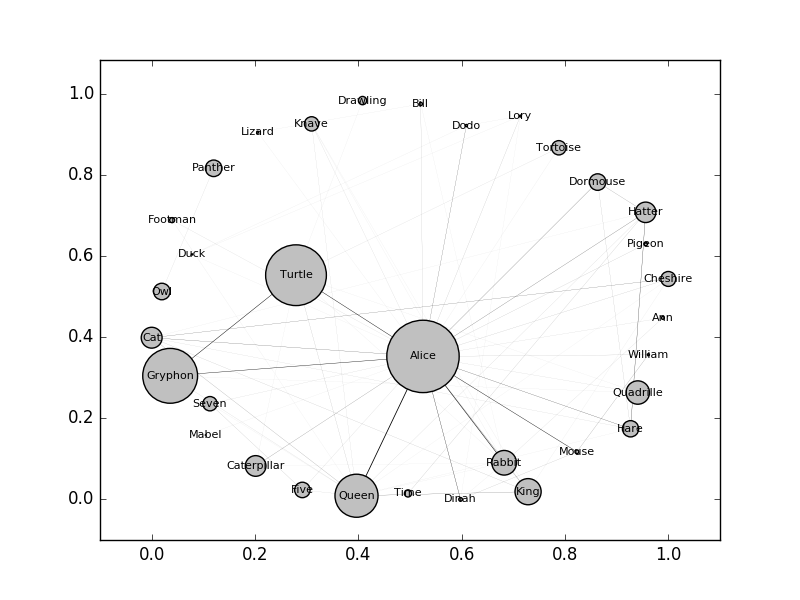 1.0
Drawling
Bill
Lory
Knave
Dodo
Lizard
Tortoise
0.8
Panther
Dormouse
Hatter
Footman
Pigeon
0.6
Duck
Turtle
Cheshire
Owl
Ann
0.4
Cat
Alice
William
Gryphon
Quadrille
Seven
0.2
Hare
Mabel
Mouse
Caterpillar
Rabbit
Five
Queen
Time
King
0.0
Dinah
0.0 0.2 0.4 0.6 0.8 1.0